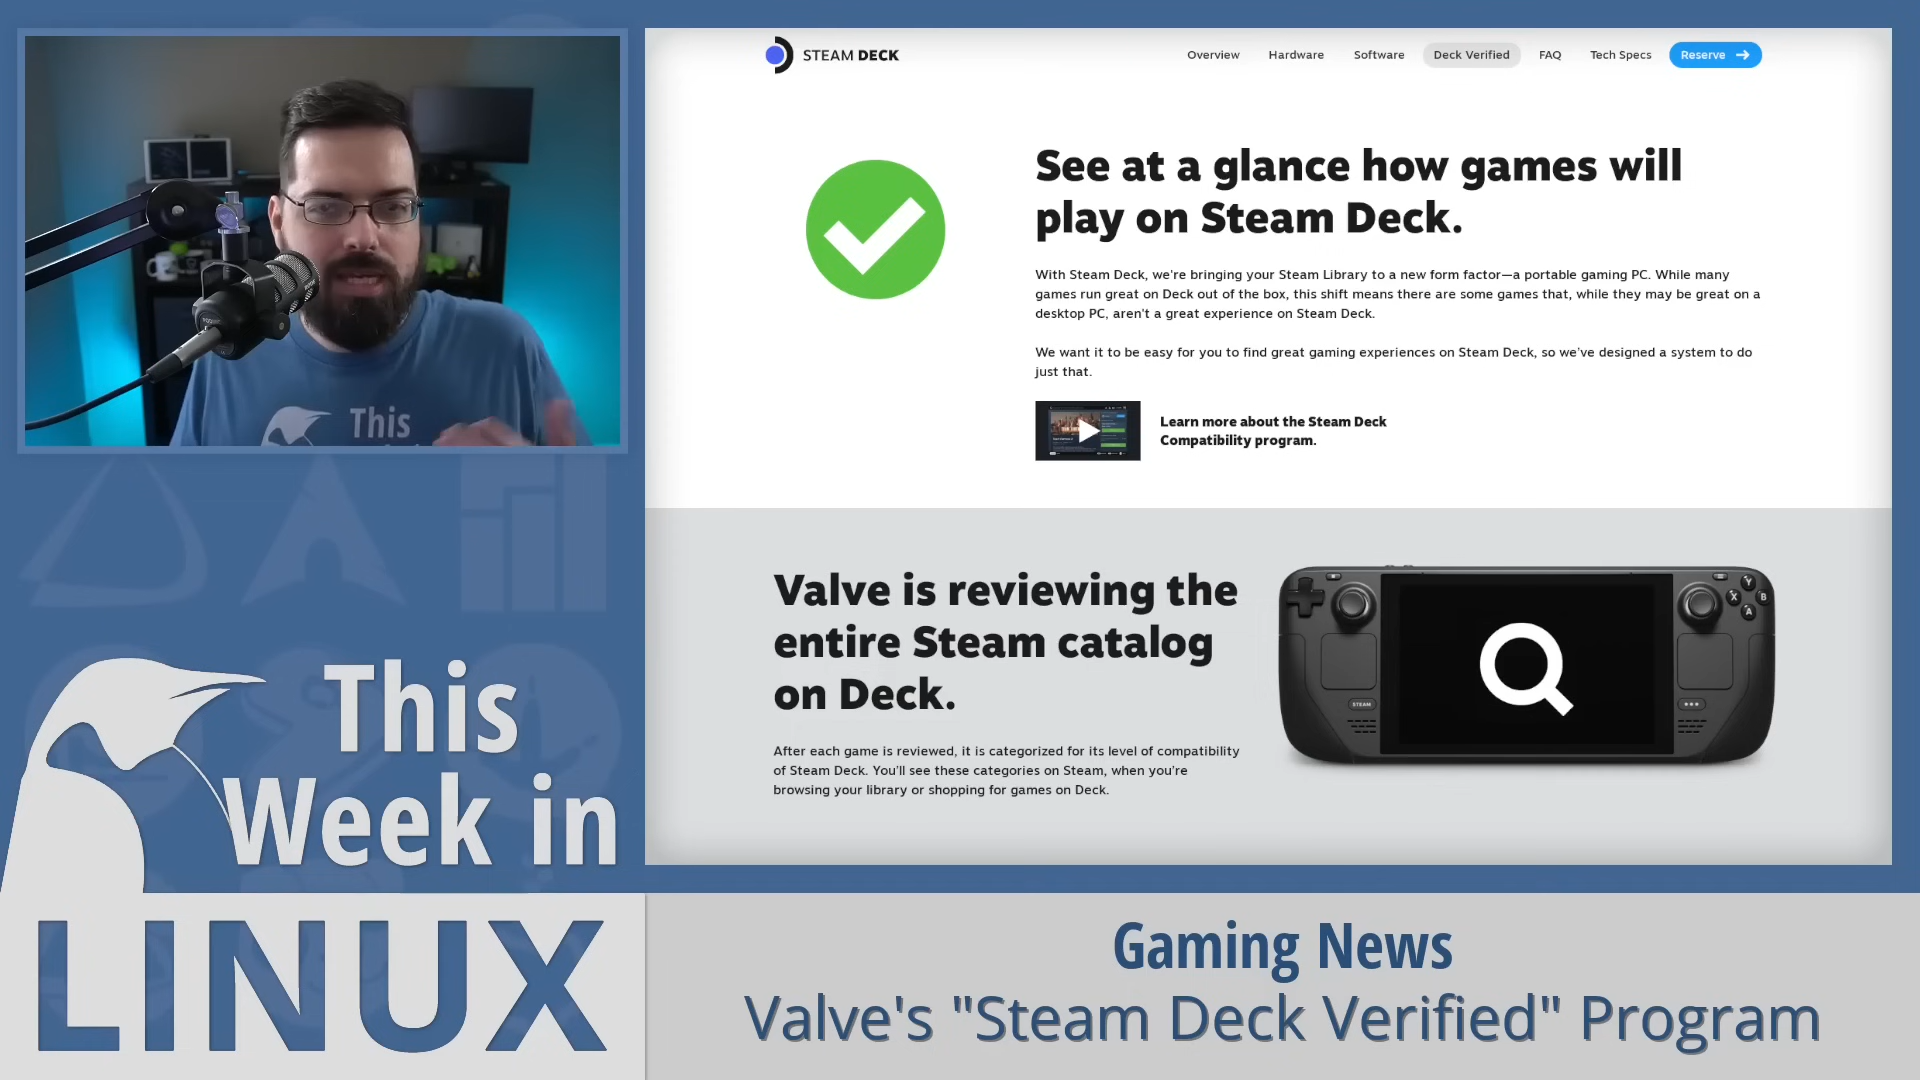 STEAM DECK
Overview
Hardware
Software
Deck Verified
FAQ
Tech Specs
Reserve
See at a glance how games will
play on Steam Deck.
With Steam Deck, we're bringing your Steam Library to a new form factor—a portable gaming PC. While many
games run great on Deck out of the box, this shift means there are some games that, while they may be great on a
desktop PC, aren't a great experience on Steam Deck.
We want it to be easy for you to find great gaming experiences on Steam Deck, so we've designed a system to do
just that.
Learn more about the Steam Deck
Compatibility program.
Valve is reviewing the
entire Steam catalog
on Deck.
After each game is reviewed, it is categorized for its level of compatibility
of Steam Deck. You'll see these categories on Steam, when you're
browsing your library or shopping for games on Deck.
Y
X
B
A
STEAM
This
This
Week in
LINUX
Gaming News
Valve's "Steam Deck Verified" Program